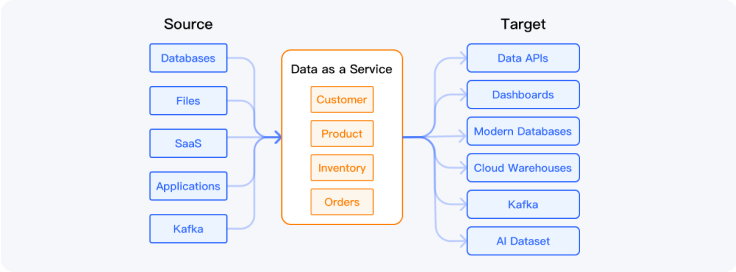 Source
Databases
Files
SaaS
Applications
Kafka
Data as a Service
Customer
Product
Inventory
Orders
Target
Data APIs
Dashboards
Modern Databases
Cloud Warehouses
Kafka
AI Dataset